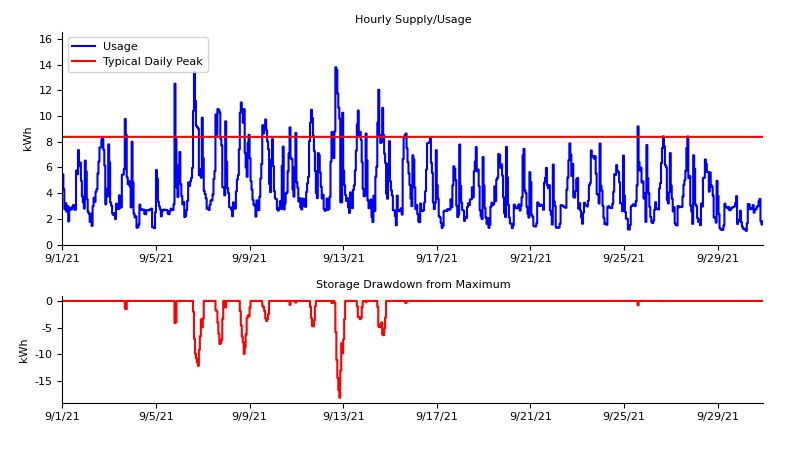 Hourly Supply/Usage
Usage
Typical Daily Peak
kWh
16
14
12
10
8
6
4
2
0
9/1/21 9/5/21 9/9/21 9/13/21 9/17/21 9/21/21 9/25/21 9/29/21
Storage Drawdown from Maximum
kWh
0
-5
-10
-15
9/1/21 9/5/21 9/9/21 9/13/21 9/17/21 9/21/21 9/25/21 9/29/21